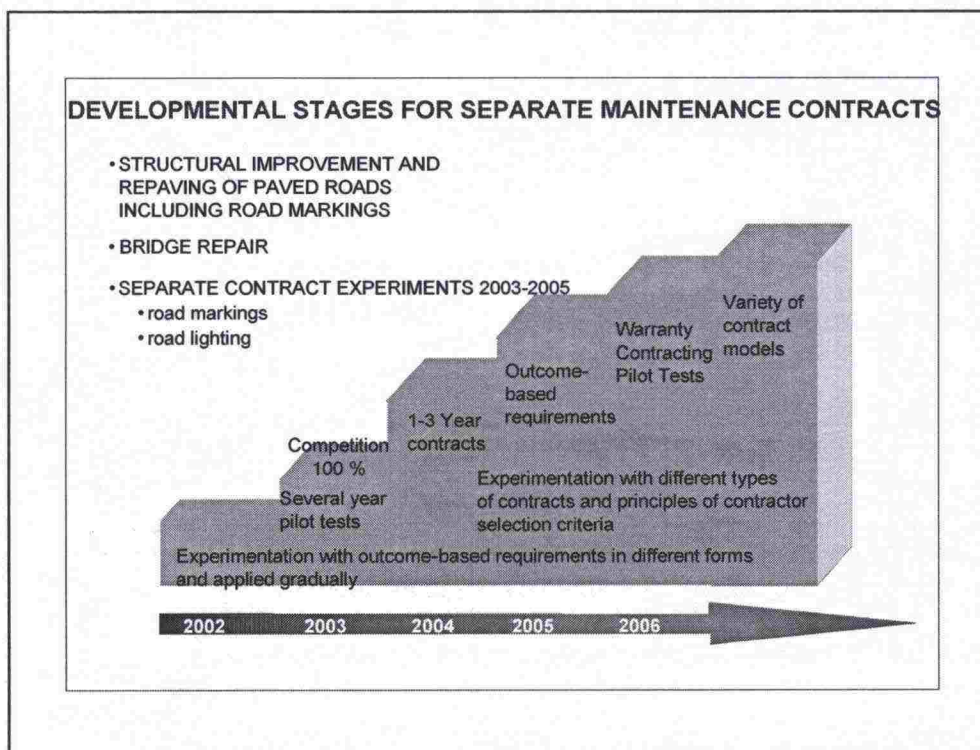 DEVELOPMENTAL STAGES FOR SEPARATE MAINTENANCE CONTRACTS
• STRUCTURAL IMPROVEMENT AND
REPAVING OF PAVED ROADS
INCLUDING ROAD MARKINGS
• BRIDGE REPAIR
• SEPARATE CONTRACT EXPERIMENTS 2003-2005
• road markings
• road lighting
Competition
100 %
Several year
pilot tests
1-3 Year
contracts
Outcome-
based
requirements
Warranty
Contracting
Pilot Tests
Variety of
contract
models
Experimentation with different types
of contracts and principles of contractor
selection criteria
Experimentation with outcome-based requirements in different forms
and applied gradually
2002 2003 2004 2005 2006